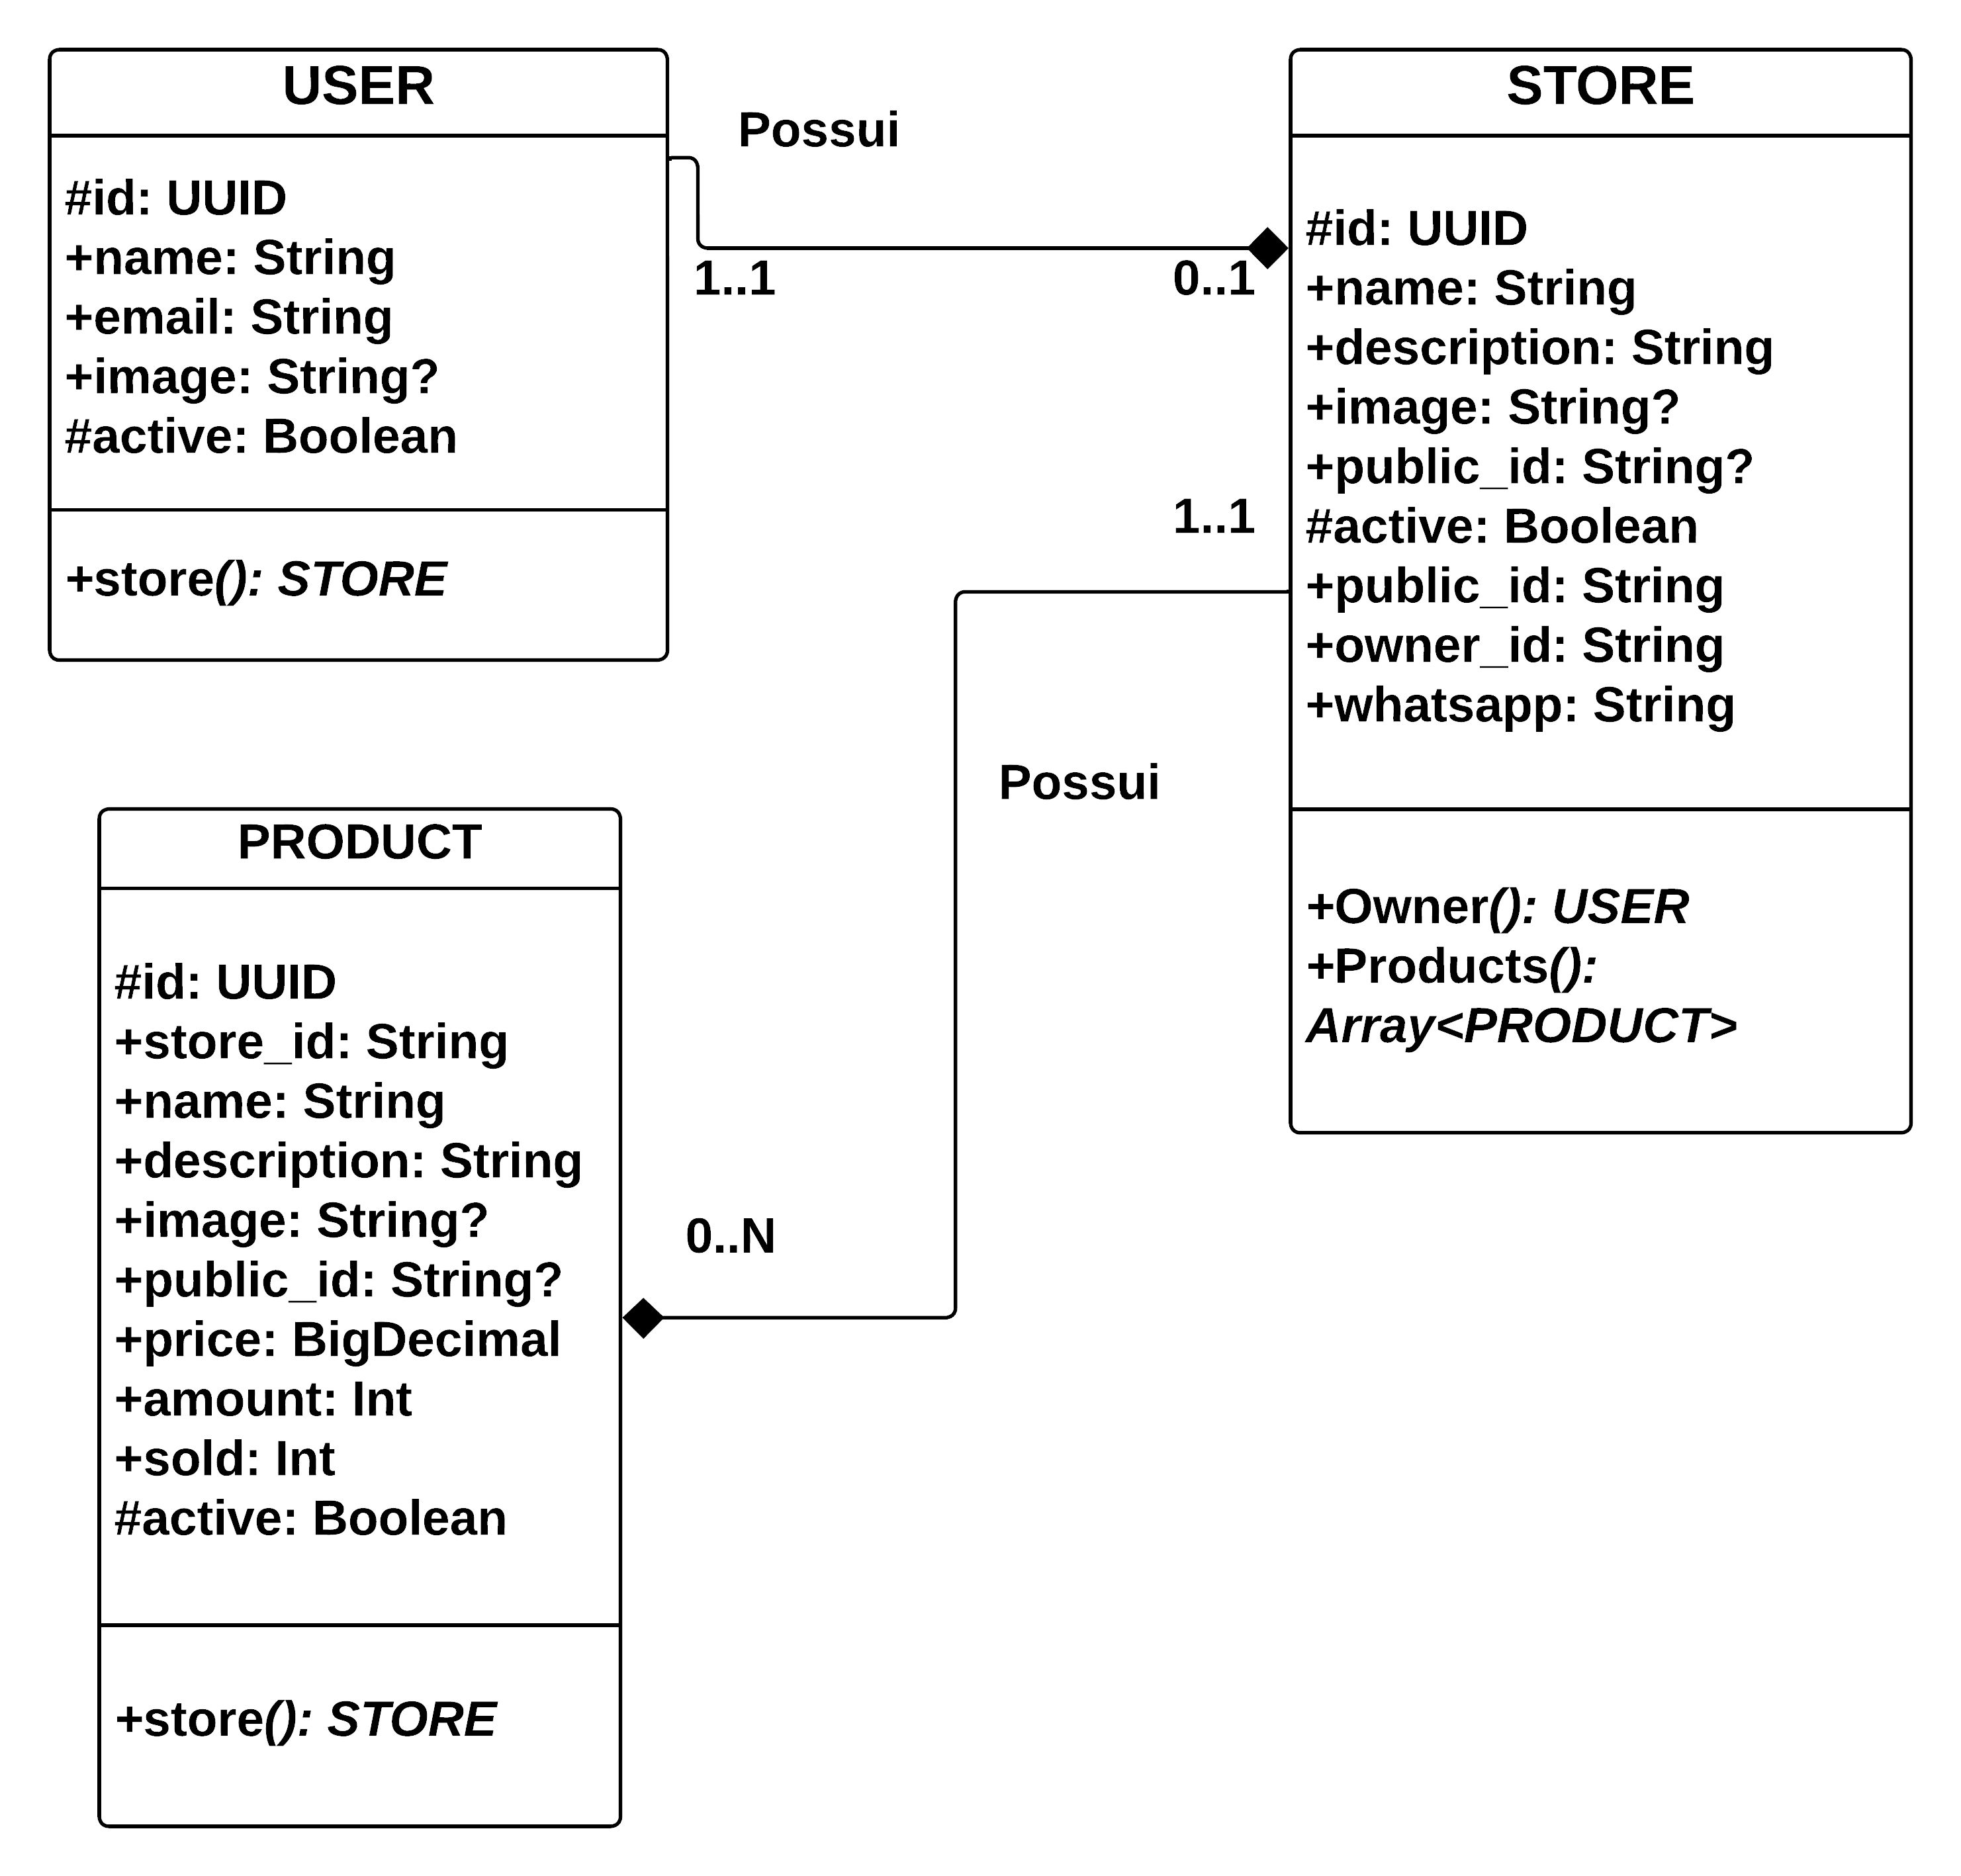 USER
#id: UUID
+name: String
+email: String
+image: String?
#active: Boolean
+store(): STORE
Possui
1..1
0..1
STORE
#id: UUID
+name: String
+description: String
+image: String?
+public_id: String?
#active: Boolean
+public_id: String
+owner_id: String
+whatsapp: String
+Owner(): USER
+Products():
Array<PRODUCT>
1..1
Possui
0..N
PRODUCT
#id: UUID
+store_id: String
+name: String
+description: String
+image: String?
+public_id: String?
+price: BigDecimal
+amount: Int
+sold: Int
#active: Boolean
+store(): STORE